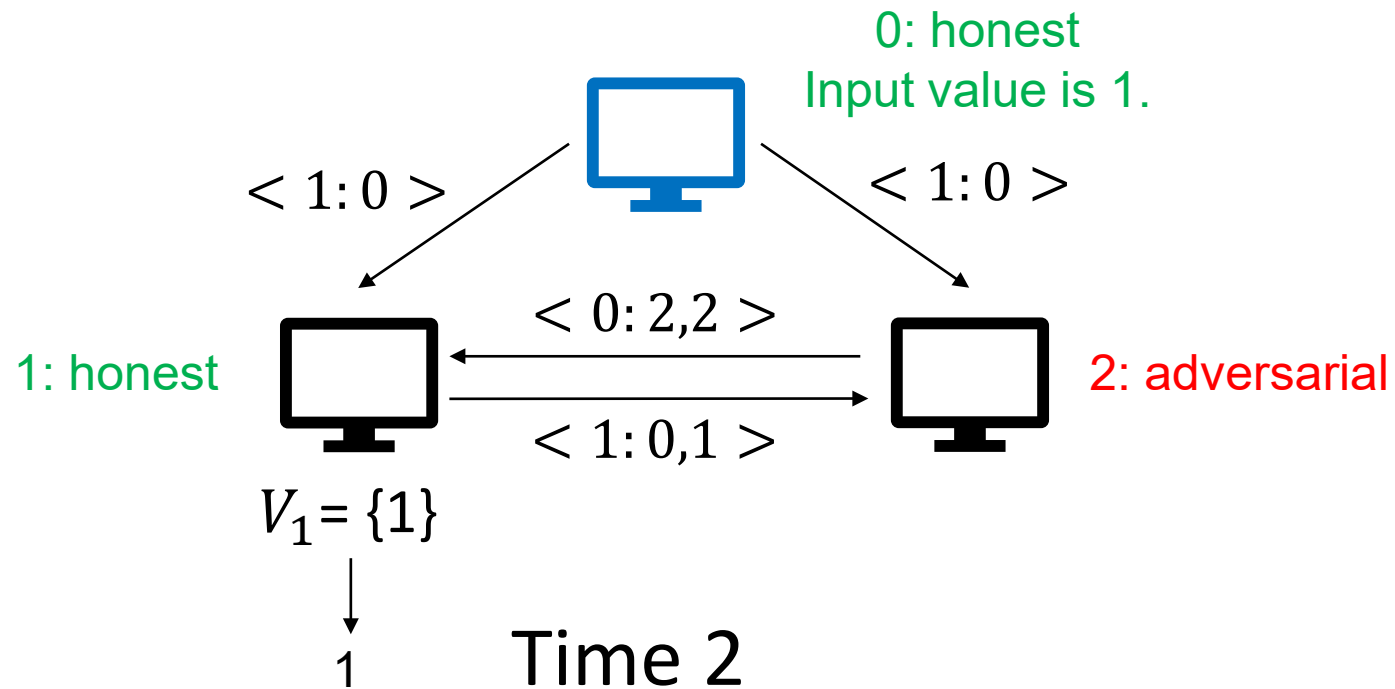 0: honest
Input value is 1.
< 1: 0 >
< 1: 0 >
< 0: 2,2 >
1: honest
2: adversarial
< 1: 0,1 >
V₁= {1}
1
Time 2